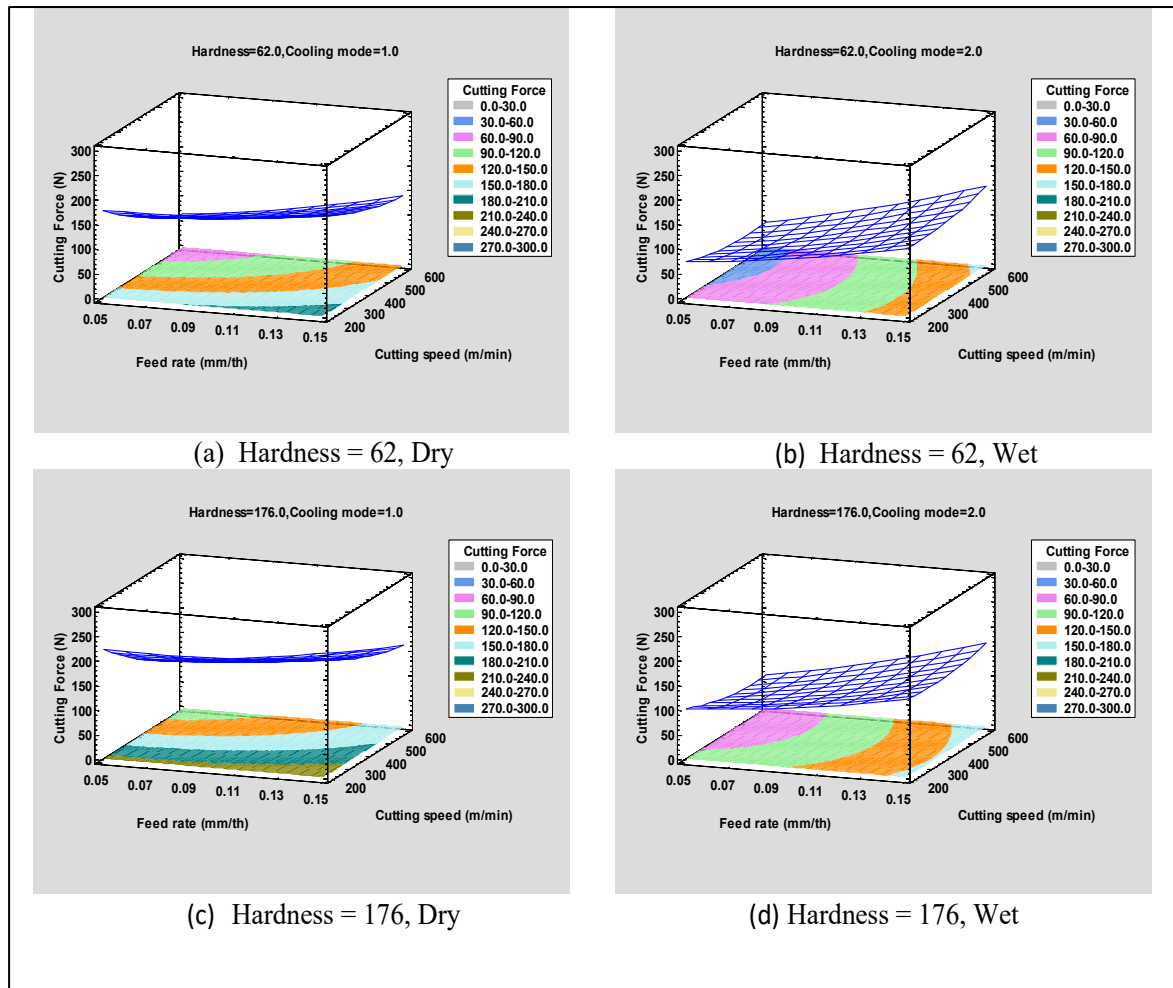 Hardness=62.0,Cooling mode=1.0
Cutting Force (N)
300
250
200
150
100
50
0
0.05 0.07 0.09 0.11 0.13 0.15
Feed rate (mm/th)
200 300 400 500 600
Cutting speed (m/min)
Cutting Force
0.0-30.0
30.0-60.0
60.0-90.0
90.0-120.0
120.0-150.0
150.0-180.0
180.0-210.0
210.0-240.0
240.0-270.0
270.0-300.0
(a) Hardness = 62, Dry
Hardness=62.0,Cooling mode=2.0
Cutting Force (N)
300
250
200
150
100
50
0
0.05 0.07 0.09 0.11 0.13 0.15
Feed rate (mm/th)
200 300 400 500 600
Cutting speed (m/min)
Cutting Force
0.0-30.0
30.0-60.0
60.0-90.0
90.0-120.0
120.0-150.0
150.0-180.0
180.0-210.0
210.0-240.0
240.0-270.0
270.0-300.0
(b) Hardness = 62, Wet
Hardness=176.0,Cooling mode=1.0
Cutting Force (N)
300
250
200
150
100
50
0
0.05 0.07 0.09 0.11 0.13 0.15
Feed rate (mm/th)
200 300 400 500 600
Cutting speed (m/min)
Cutting Force
0.0-30.0
30.0-60.0
60.0-90.0
90.0-120.0
120.0-150.0
150.0-180.0
180.0-210.0
210.0-240.0
240.0-270.0
270.0-300.0
(c) Hardness = 176, Dry
Hardness=176.0,Cooling mode=2.0
Cutting Force (N)
300
250
200
150
100
50
0
0.05 0.07 0.09 0.11 0.13 0.15
Feed rate (mm/th)
200 300 400 500 600
Cutting speed (m/min)
Cutting Force
0.0-30.0
30.0-60.0
60.0-90.0
90.0-120.0
120.0-150.0
150.0-180.0
180.0-210.0
210.0-240.0
240.0-270.0
270.0-300.0
(d) Hardness = 176, Wet